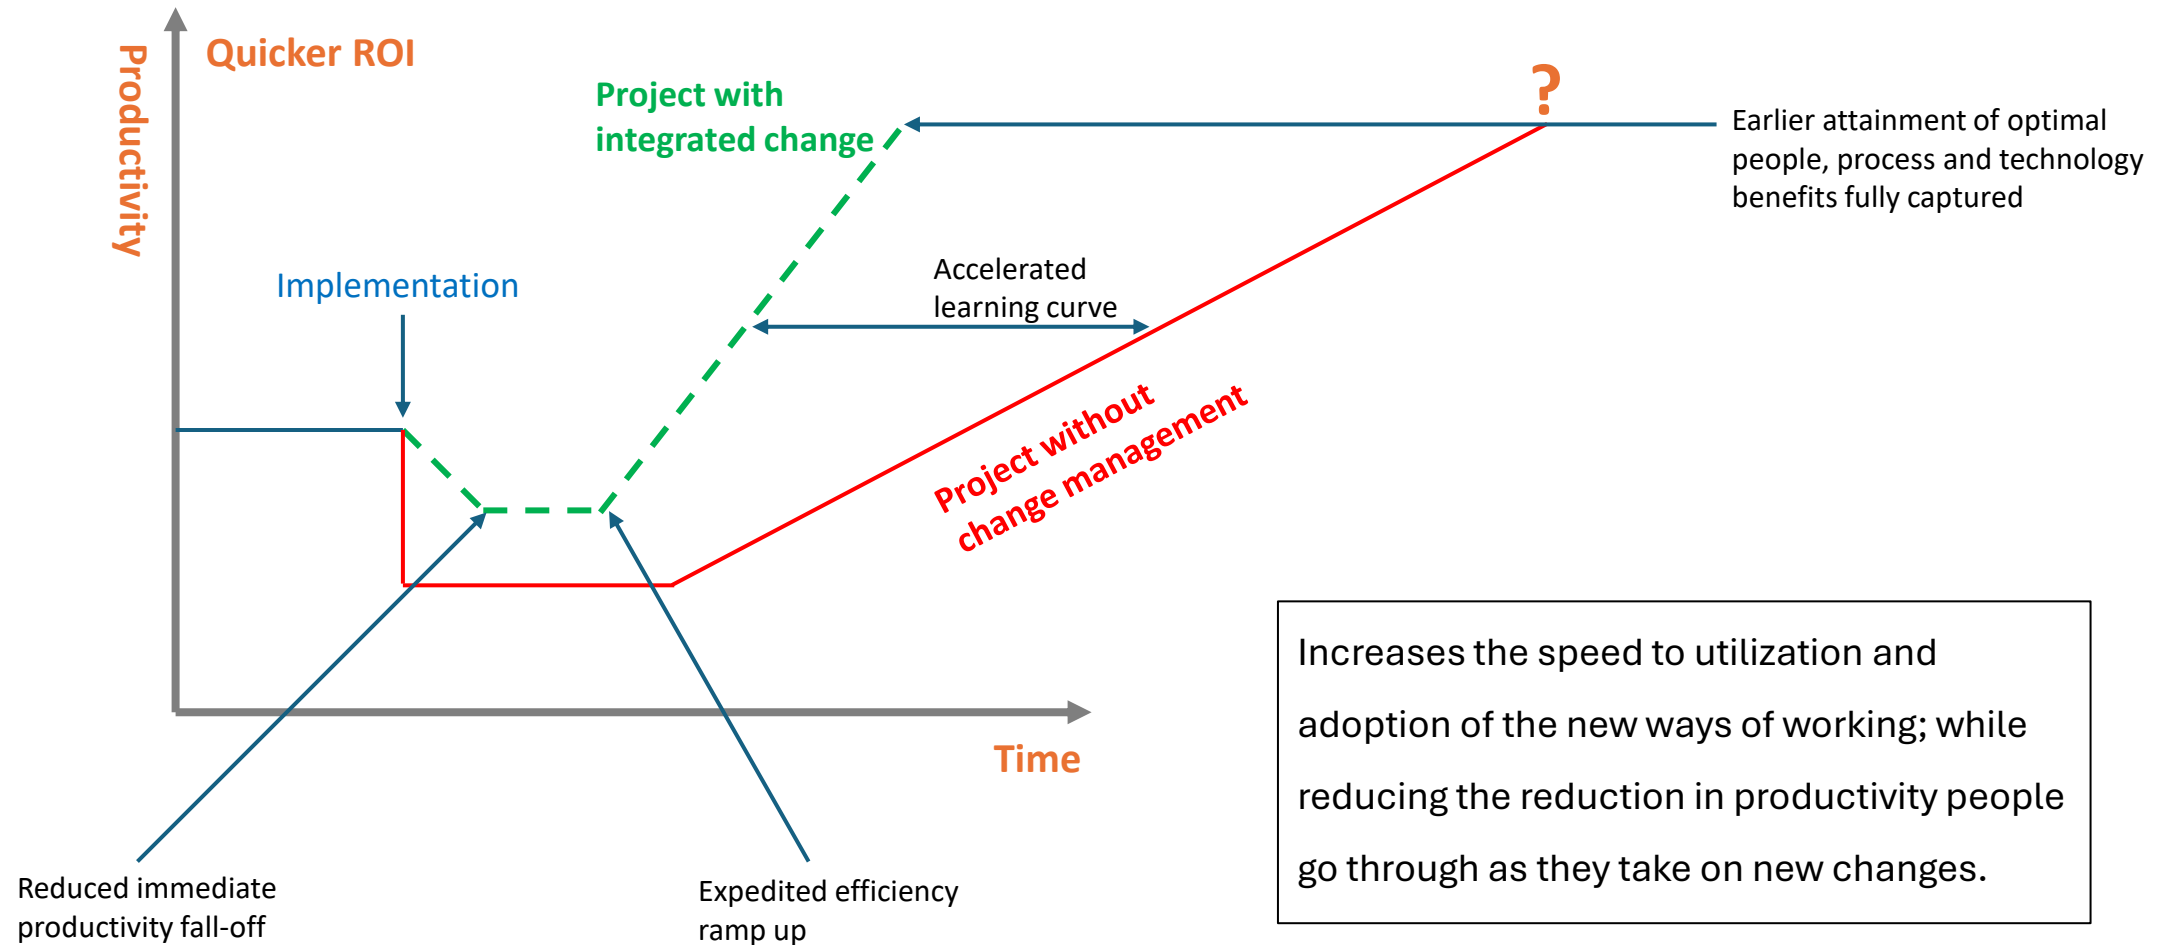 Productivity
Quicker ROI
Project with
integrated change
?
Earlier attainment of optimal
people, process and technology
benefits fully captured
Implementation
Accelerated
learning curve
Project without
change management
Time
Increases the speed to utilization and
adoption of the new ways of working; while
reducing the reduction in productivity people
go through as they take on new changes.
Reduced immediate
productivity fall-off
Expedited efficiency
ramp up